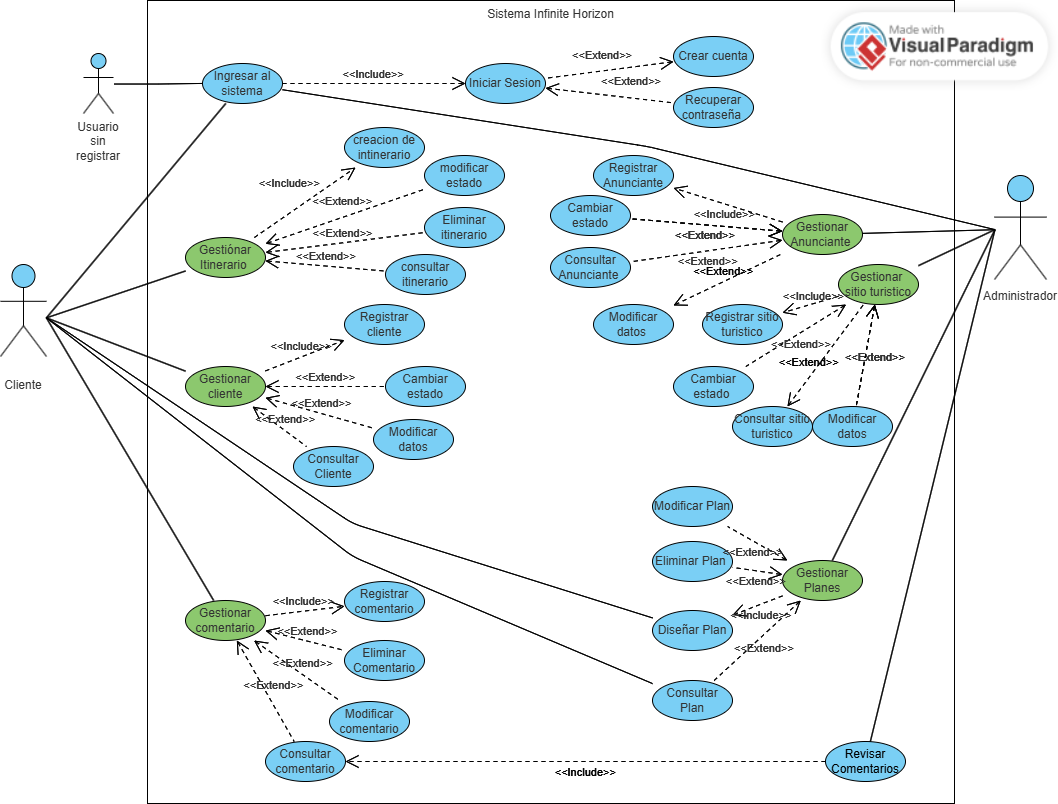 Sistema Infinite Horizon
Made with
Visual Paradigm
For non-commercial use
Usuario
sin
registrar
Ingresar al
sistema
<<Include>>
Iniciar Sesion
<<Extend>>
Crear cuenta
<<Extend>>
Recuperar
contraseña
Cliente
Administrador
creacion de
intinerario
<<Include>>
modificar
estado
<<Extend>>
Eliminar
itinerario
<<Extend>>
Gestiónar
Itinerario
<<Extend>>
consultar
itinerario
Registrar
cliente
<<Include>>
Gestionar
cliente
<<Extend>>
Cambiar
estado
<<Extend>>
Modificar
datos
<<Extend>>
Consultar
Cliente
Registrar
Anunciante
<<Include>>
Cambiar
estado
<<Extend>>
Gestionar
Anunciante
Consultar
Anunciante
<<Extend>>
<<Extend>>
Modificar
datos
Gestionar
sitio turistico
<<Include>>
Registrar sitio
turistico
<<Extend>>
<<Extend>>
<<Extend>>
Cambiar
estado
Consultar sitio
turistico
Modificar
datos
Modificar Plan
<<Extend>>
Eliminar Plan
<<Extend>>
Gestionar
Planes
<<Include>>
Diseñar Plan
<<Extend>>
Consultar
Plan
Gestionar
comentario
<<Include>>
Registrar
comentario
<<Extend>>
Eliminar
Comentario
<<Extend>>
Modificar
comentario
<<Extend>>
Consultar
comentario
<<Include>>
Revisar
Comentarios